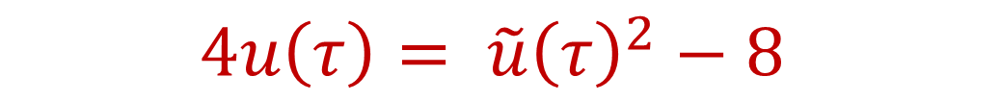 4u(τ) = ũ(τ)² − 8